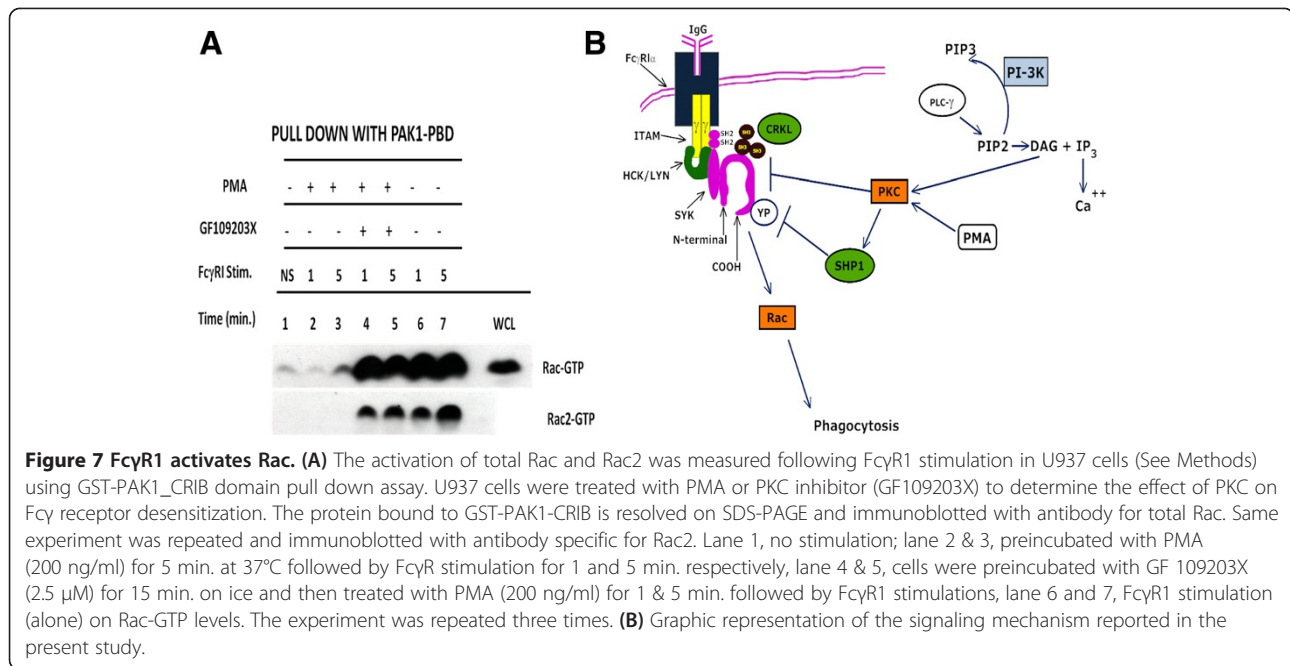 A
PULL DOWN WITH PAK1-PBD
PMA - + + + + - -
GF109203X - - - + + - -
FcγRI Stim. NS 1 5 1 5 1 5
Time (min.) 1 2 3 4 5 6 7 WCL
Rac-GTP
Rac2-GTP
B
IgG
FcγRIα
γ γ
ITAM
SH2
SH2
SH3
SH3
SH3
CRKL
HCK/LYN
SYK
N-terminal
COOH
YP
PIP3
PI-3K
PLC-γ
PIP2
DAG + IP3
Ca++
PKC
PMA
SHP1
Rac
Phagocytosis
Figure 7 FcγR1 activates Rac. (A) The activation of total Rac and Rac2 was measured following FcγR1 stimulation in U937 cells (See Methods)
using GST-PAK1_CRIB domain pull down assay. U937 cells were treated with PMA or PKC inhibitor (GF109203X) to determine the effect of PKC on
Fcγ receptor desensitization. The protein bound to GST-PAK1-CRIB is resolved on SDS-PAGE and immunoblotted with antibody for total Rac. Same
experiment was repeated and immunoblotted with antibody specific for Rac2. Lane 1, no stimulation; lane 2 & 3, preincubated with PMA
(200 ng/ml) for 5 min. at 37°C followed by FcγR stimulation for 1 and 5 min. respectively, lane 4 & 5, cells were preincubated with GF 109203X
(2.5 μM) for 15 min. on ice and then treated with PMA (200 ng/ml) for 1 & 5 min. followed by FcγR1 stimulations, lane 6 and 7, FcγR1 stimulation
(alone) on Rac-GTP levels. The experiment was repeated three times. (B) Graphic representation of the signaling mechanism reported in the
present study.